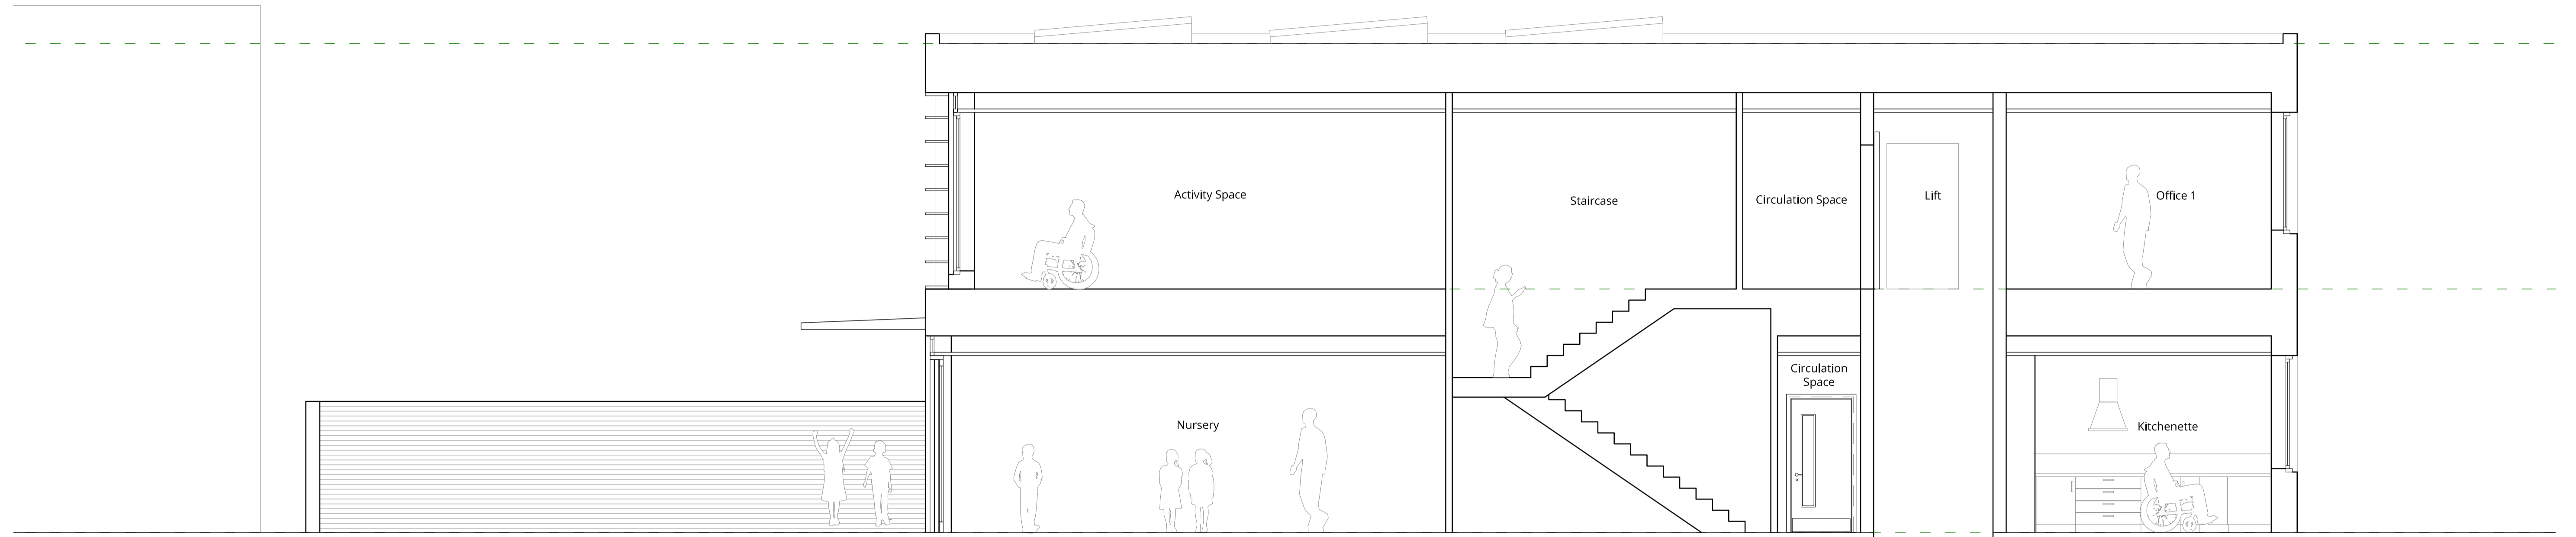 Activity Space
Staircase
Circulation Space
Lift
Office 1
Nursery
Circulation
Space
Kitchenette